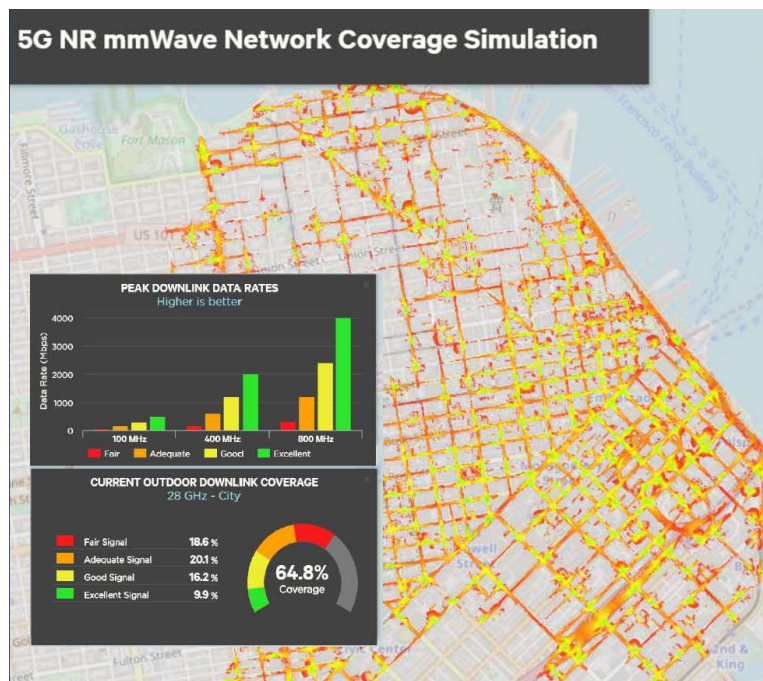 5G NR mmWave Network Coverage Simulation
Gashouse
Cove
Fort Mason
Fillmore Street
Street
San Francisco Ferry Building
US 101
Union Street
Union Street
PEAK DOWNLINK DATA RATES
Higher is better
Data Rate (Mbps)
4000
3000
2000
1000
0
100 MHz
400 MHz
800 MHz
Fair
Adequate
Good
Excellent
CURRENT OUTDOOR DOWNLINK COVERAGE
28 GHz - City
Fair Signal 18.6 %
Adequate Signal 20.1 %
Good Signal 16.2 %
Excellent Signal 9.9 %
64.8%
Coverage
Fulton Street
Civic Center
2nd &
King